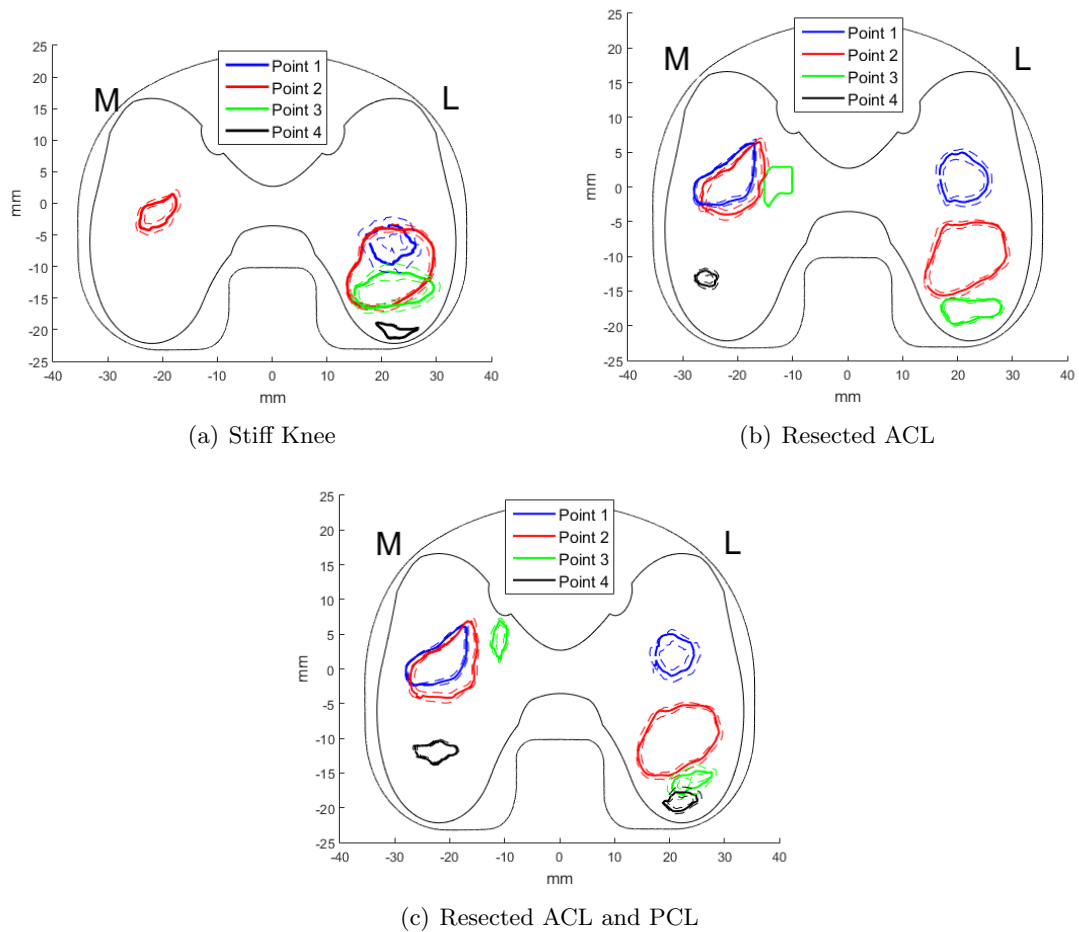 25
20
15
10
5
0
-5
-10
-15
-20
-25
mm
M
L
Point 1
Point 2
Point 3
Point 4
-40 -30 -20 -10 0 10 20 30 40
mm
(a) Stiff Knee
25
20
15
10
5
0
-5
-10
-15
-20
-25
mm
M
L
Point 1
Point 2
Point 3
Point 4
-40 -30 -20 -10 0 10 20 30 40
mm
(b) Resected ACL
25
20
15
10
5
0
-5
-10
-15
-20
-25
mm
M
L
Point 1
Point 2
Point 3
Point 4
-40 -30 -20 -10 0 10 20 30 40
mm
(c) Resected ACL and PCL